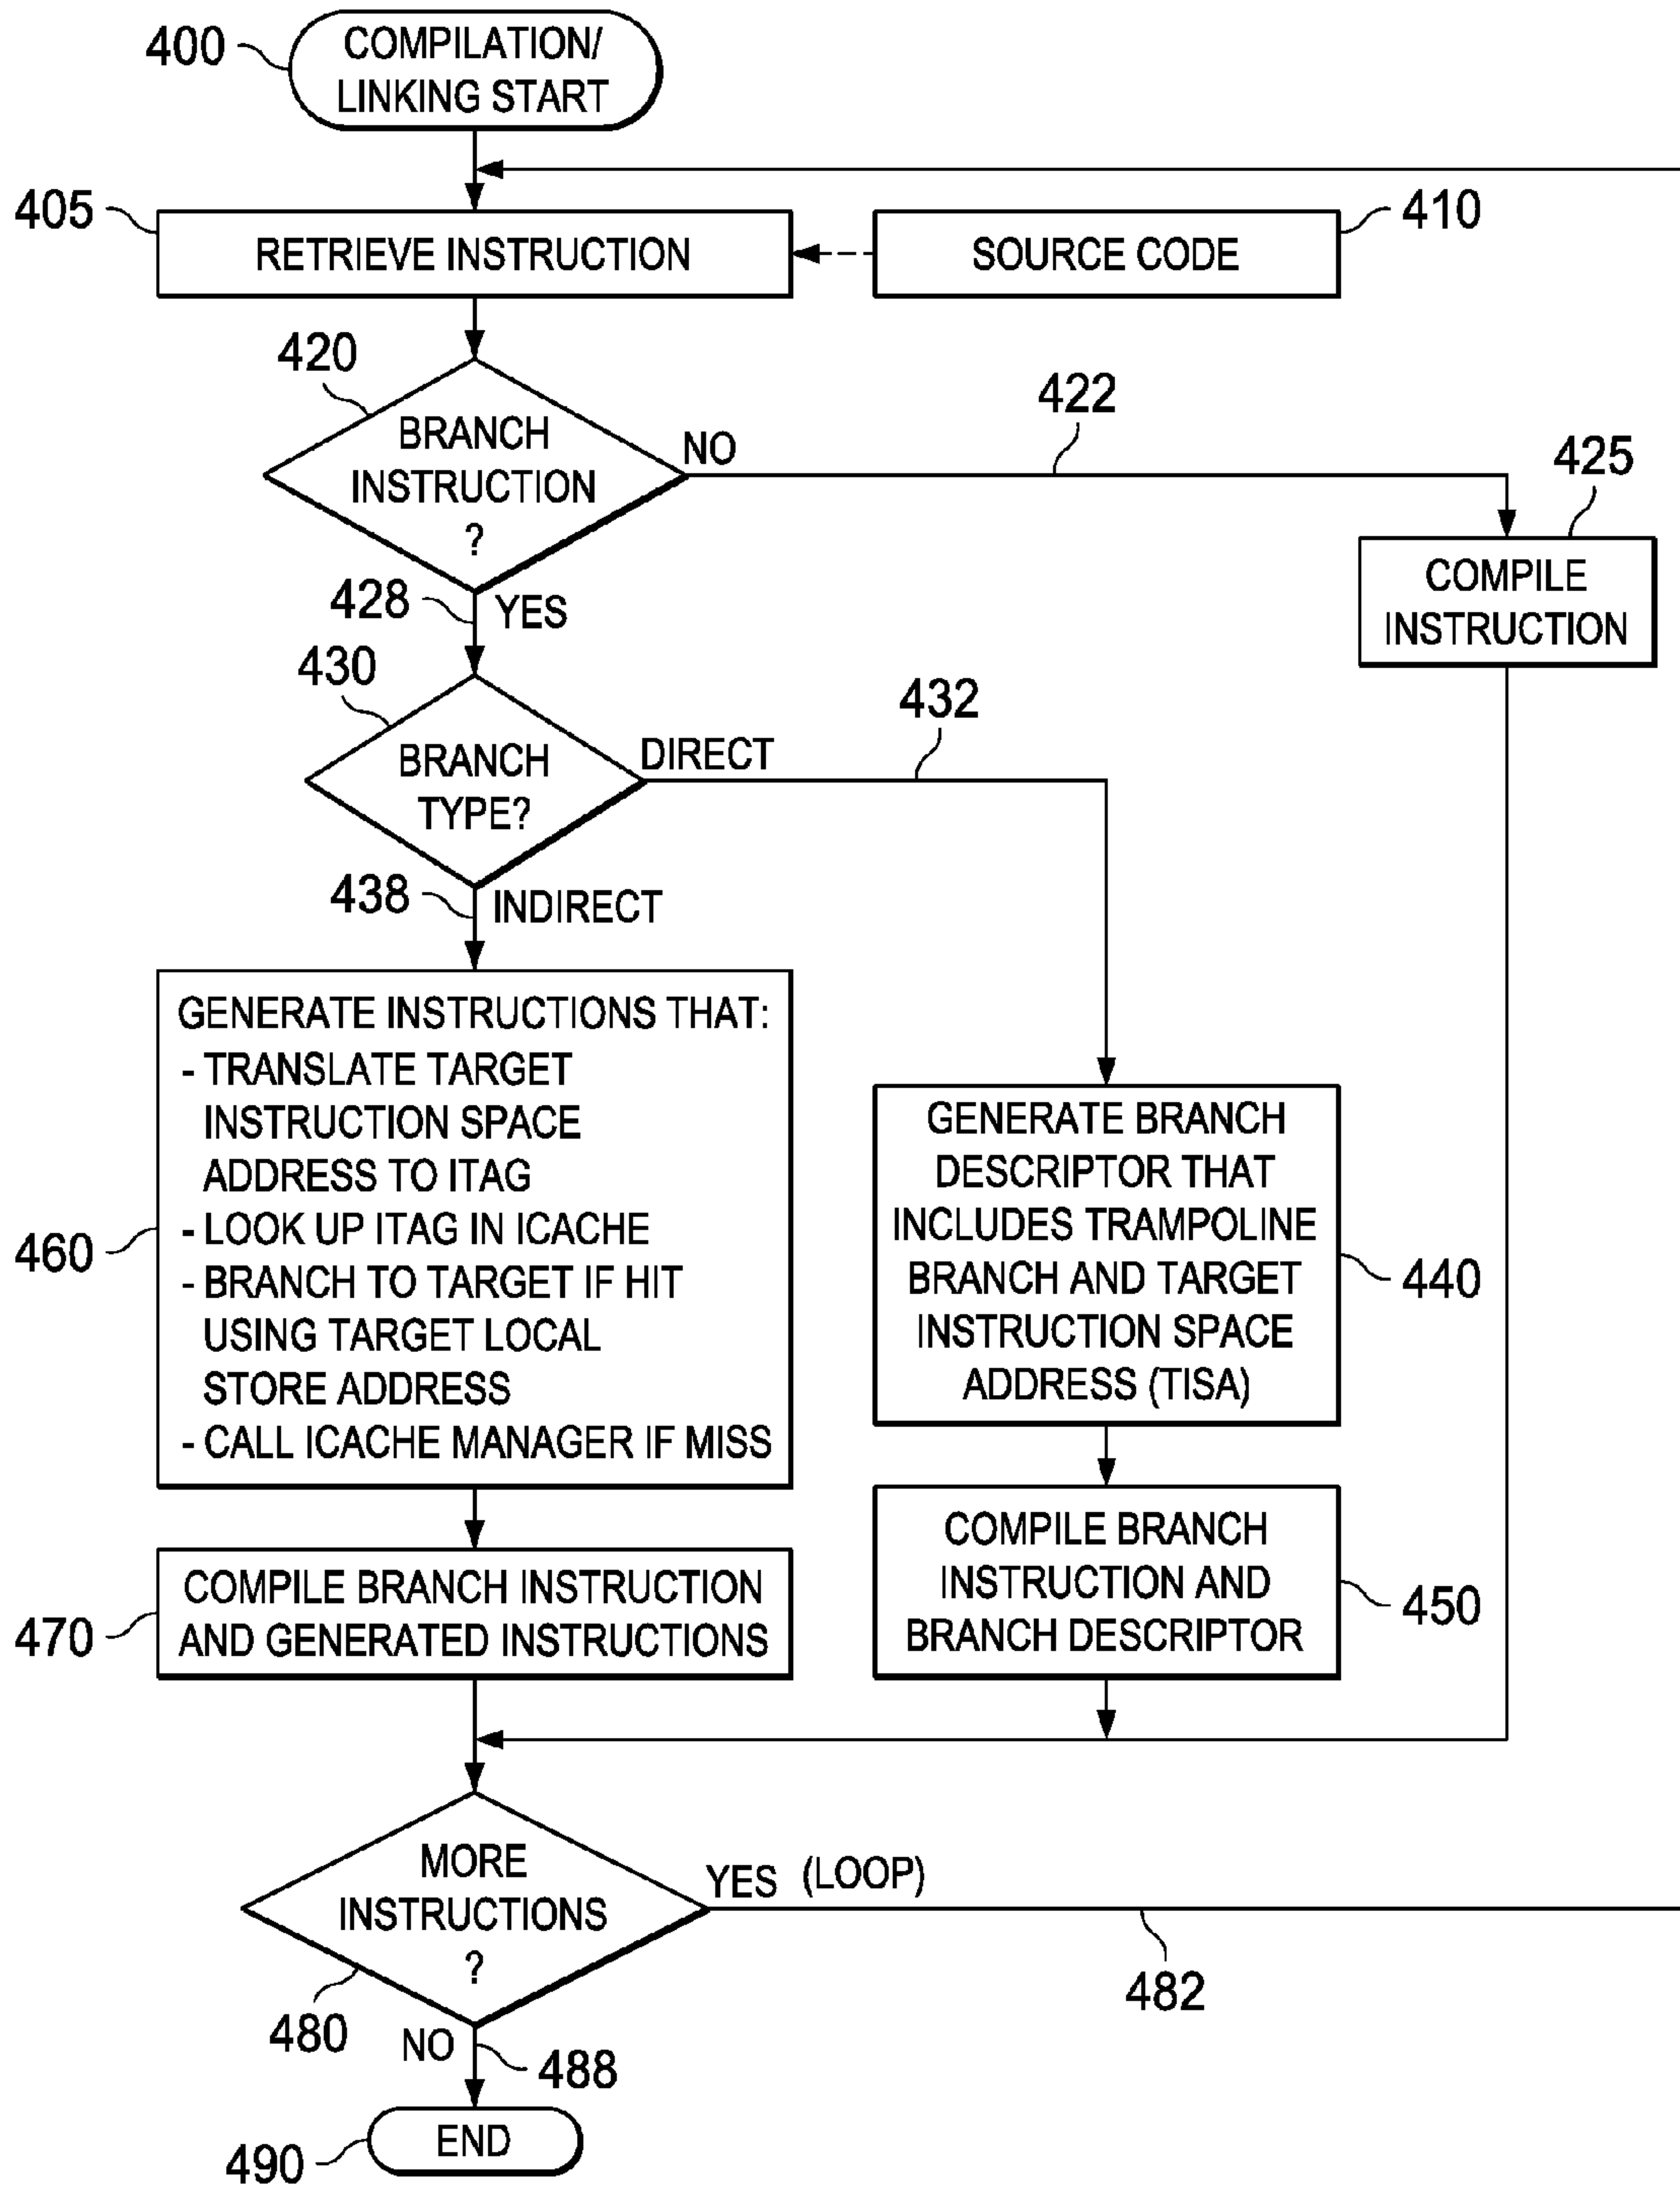 400
COMPILATION/
LINKING START
405
RETRIEVE INSTRUCTION
SOURCE CODE
410
420
BRANCH
INSTRUCTION
?
NO
422
425
COMPILE
INSTRUCTION
428
YES
430
BRANCH
TYPE?
DIRECT
432
438
INDIRECT
460
GENERATE INSTRUCTIONS THAT:
- TRANSLATE TARGET
INSTRUCTION SPACE
ADDRESS TO ITAG
- LOOK UP ITAG IN ICACHE
- BRANCH TO TARGET IF HIT
USING TARGET LOCAL
STORE ADDRESS
- CALL ICACHE MANAGER IF MISS
GENERATE BRANCH
DESCRIPTOR THAT
INCLUDES TRAMPOLINE
BRANCH AND TARGET
INSTRUCTION SPACE
ADDRESS (TISA)
440
470
COMPILE BRANCH INSTRUCTION
AND GENERATED INSTRUCTIONS
COMPILE BRANCH
INSTRUCTION AND
BRANCH DESCRIPTOR
450
MORE
INSTRUCTIONS
?
YES (LOOP)
482
480
NO
488
END
490